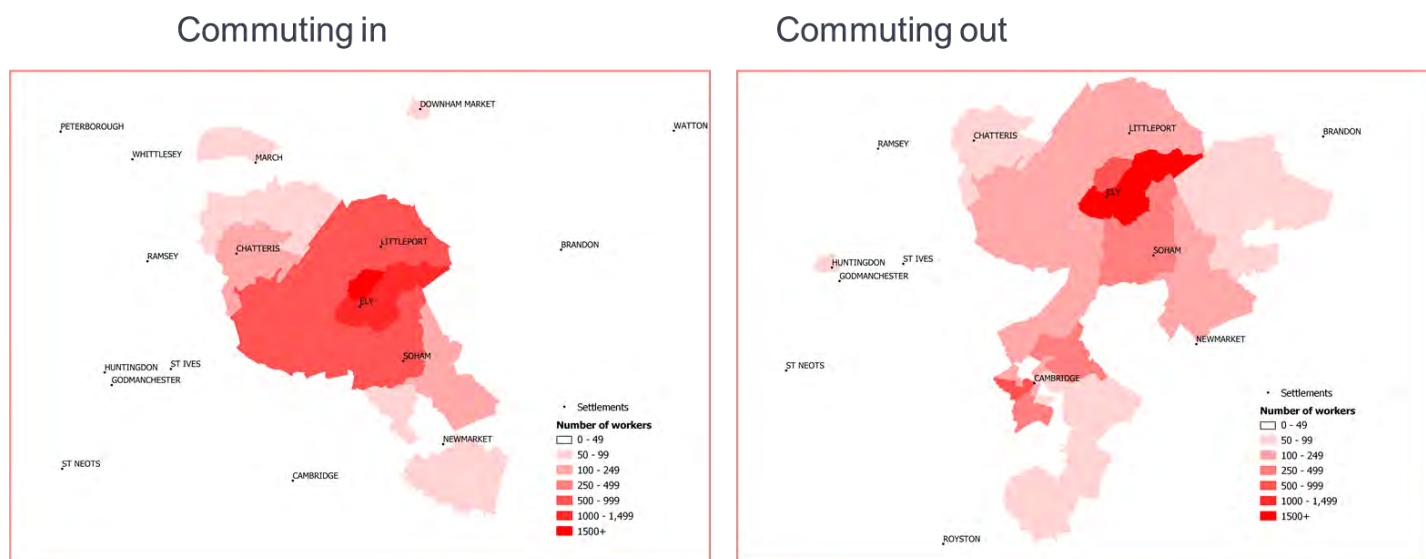 Commuting in
DOWNHAM MARKET
PETERBOROUGH
WATTON
WHITTLESEY
MARCH
LITTLEPORT
BRANDON
CHATTERIS
RAMSEY
ELY
SOHAM
HUNTINGDON
ST IVES
GODMANCHESTER
Settlements
Number of workers
0 - 49
50 - 99
100 - 249
250 - 499
500 - 999
1000 - 1,499
1500+
NEWMARKET
ST NEOTS
CAMBRIDGE
Commuting out
LITTLEPORT
CHATTERIS
BRANDON
RAMSEY
ELY
SOHAM
HUNTINGDON
ST IVES
GODMANCHESTER
NEWMARKET
ST NEOTS
CAMBRIDGE
Settlements
Number of workers
0 - 49
50 - 99
100 - 249
250 - 499
500 - 999
1000 - 1,499
1500+
ROYSTON